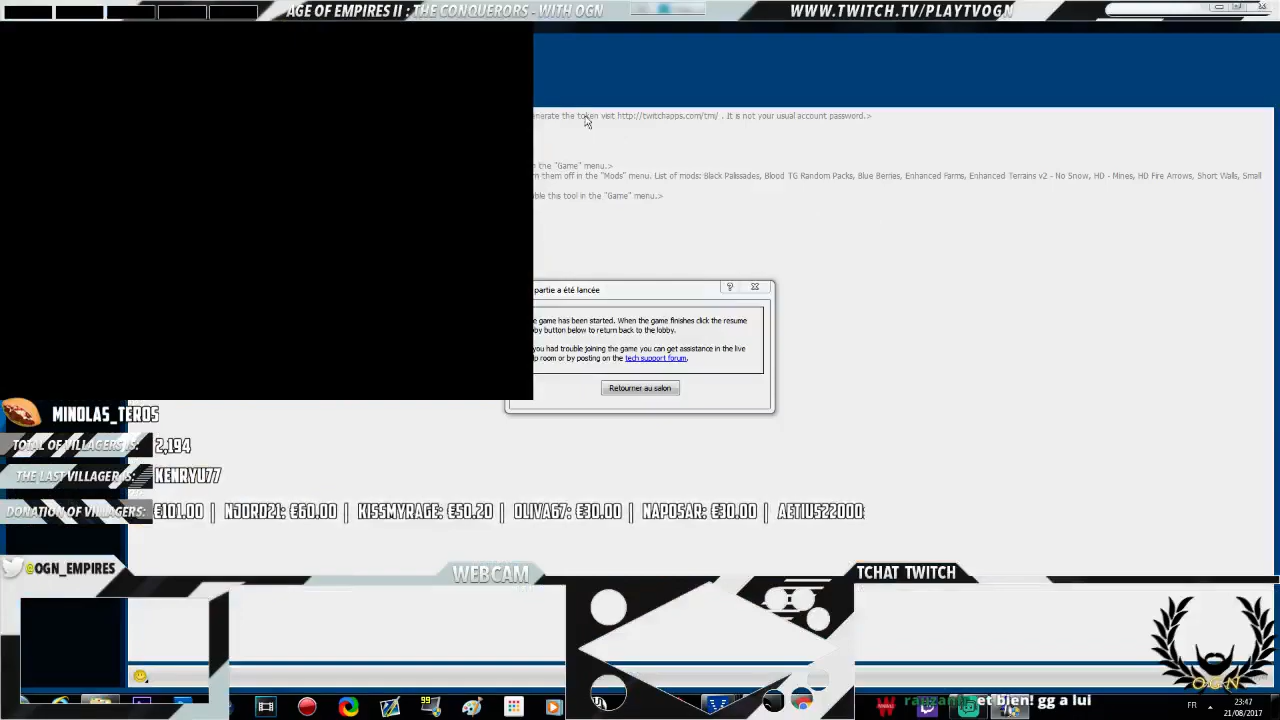 AGE OF EMPIRES II : THE CONQUERORS - WITH OGN
WWW.TWITCH.TV/PLAYTVOGN
enerate the token visit http://twitchapps.com/tmi/ . It is not your usual account password.>
n the "Game" menu.>
rn them off in the "Mods" menu. List of mods: Black Palissades, Blood TG Random Packs, Blue Berries, Enhanced Farms, Enhanced Terrains v2 - No Snow, HD - Mines, HD Fire Arrows, Short Walls, Small
able this tool in the "Game" menu.>
partie a été lancée
e game has been started. When the game finishes click the resume
by button below to return back to the lobby.
you had trouble joining the game you can get assistance in the live
lp room or by posting on the tech support forum.
Retourner au salon
MINOLAS_TEROS
TOTAL OF VILLAGERS IS: 2,194
THE LAST VILLAGER IS: KENRYU77
DONATION OF VILLAGERS: €101.00 | NJORD21: €60.00 | KISSMYRAGE: €50.20 | OLIVA67: €30.00 | NAPOSAR: €30.00 | AETIUS22000:
@OGN_EMPIRES
WEBCAM
TCHAT TWITCH
OGN
99
et bien! gg a lui
FR
23:47
21/08/2017